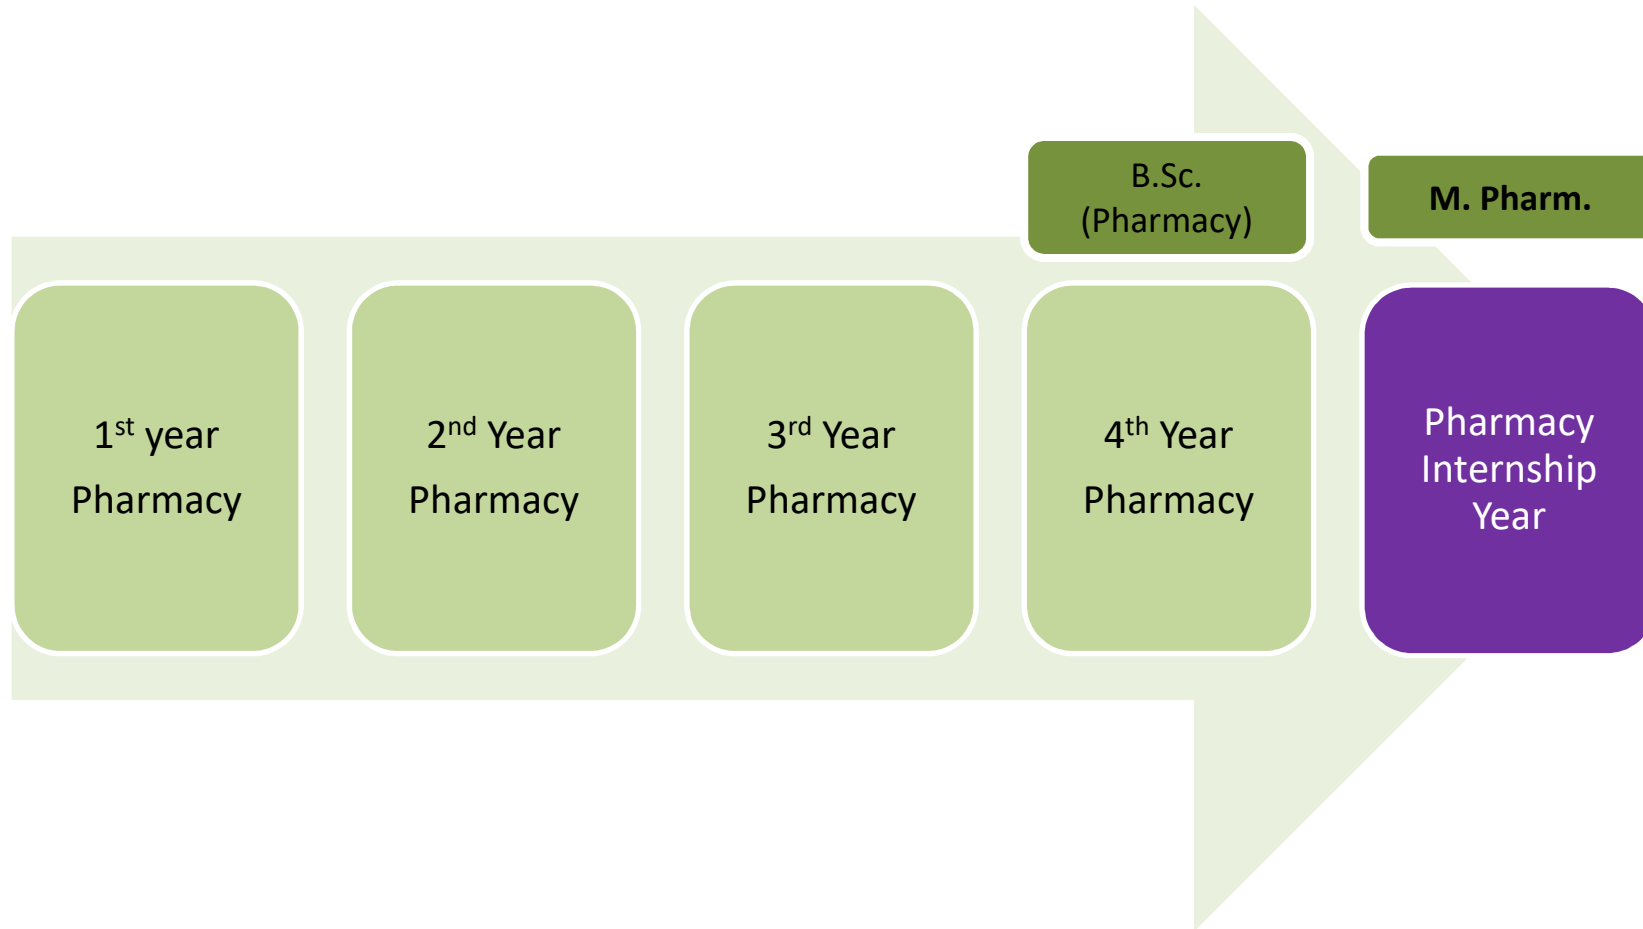 B.Sc.
(Pharmacy)
M. Pharm.
1st year
Pharmacy
2nd Year
Pharmacy
3rd Year
Pharmacy
4th Year
Pharmacy
Pharmacy
Internship
Year